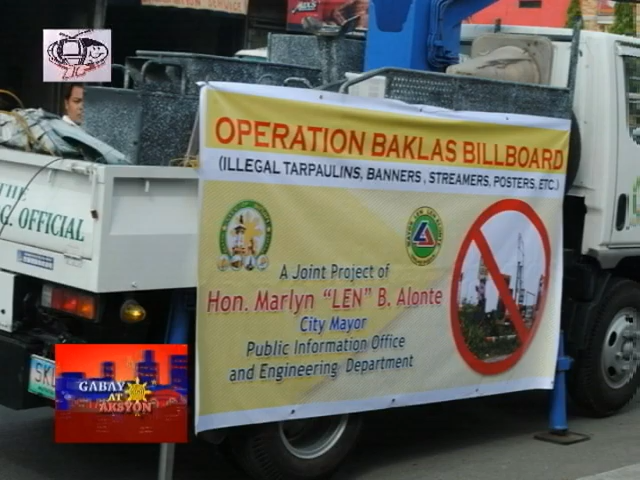 OPERATION BAKLAS BILLBOARD
(ILLEGAL TARPAULINS, BANNERS, STREAMERS, POSTERS, ETC.)
A Joint Project of
Hon. Marlyn "LEN" B. Alonte
City Mayor
Public Information Office
and Engineering Department
THE
G. OFFICIAL
GABAY
AT
AKSYON